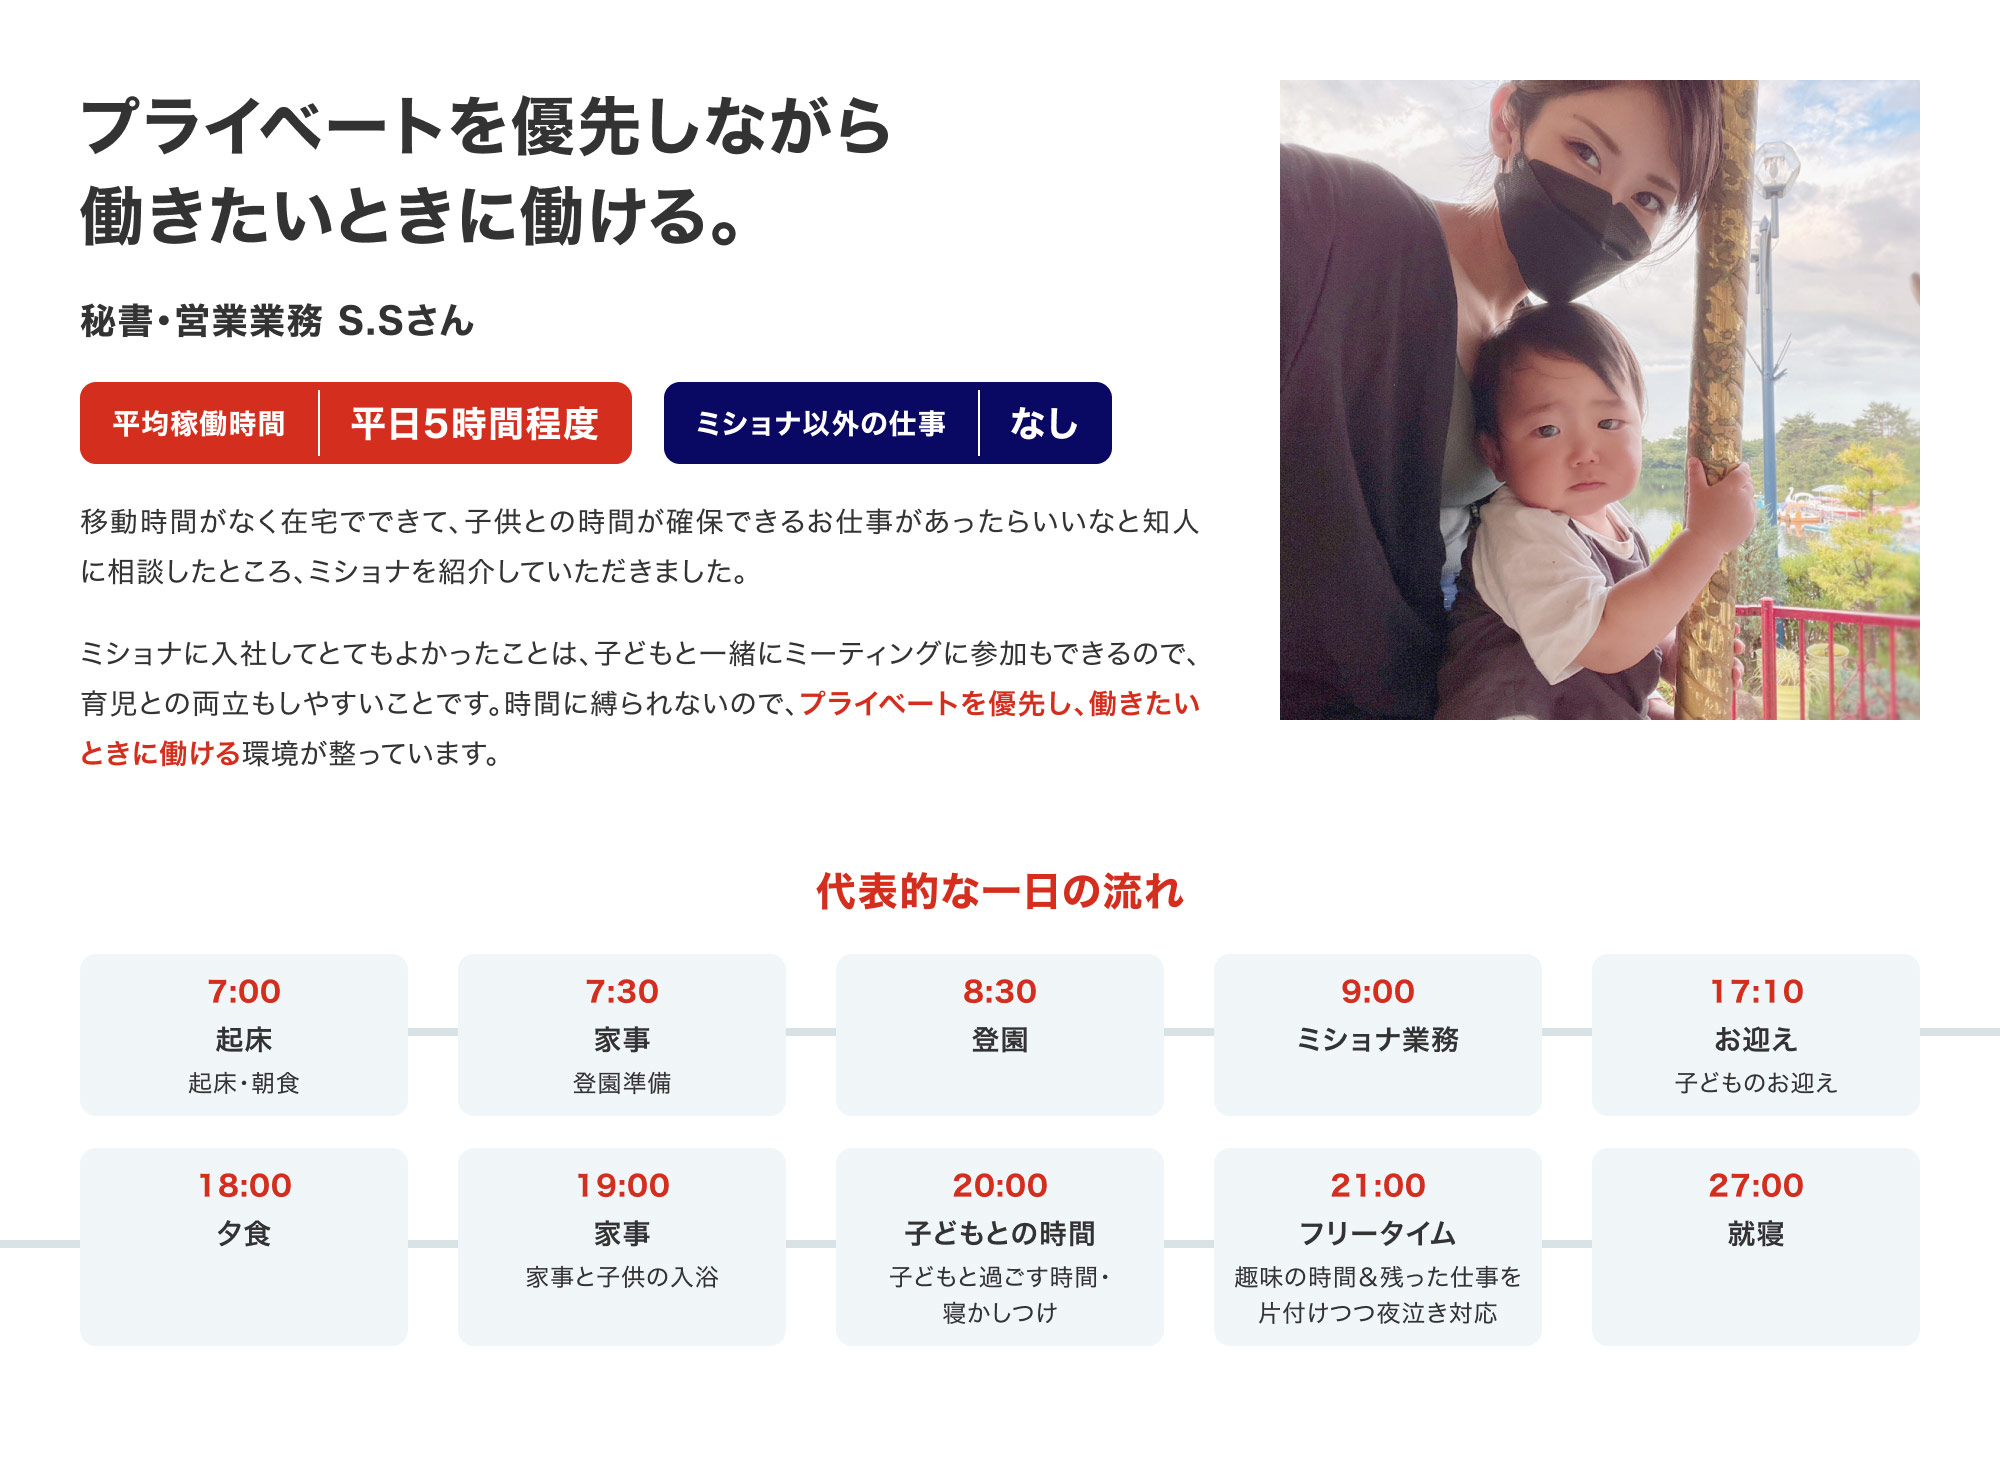 プライベートを優先しながら
働きたいときに働ける。
秘書・営業業務 S.Sさん
平均稼働時間 平日5時間程度
ミショナ以外の仕事 なし
移動時間がなく在宅でできて、子供との時間が確保できるお仕事があったらいいなと知人
に相談したところ、ミショナを紹介していただきました。
ミショナに入社してとてもよかったことは、子どもと一緒にミーティングに参加もできるので、
育児との両立もしやすいことです。時間に縛られないので、プライベートを優先し、働きたい
ときに働ける環境が整っています。
代表的な一日の流れ
7:00
起床
起床・朝食
7:30
家事
登園準備
8:30
登園
9:00
ミショナ業務
17:10
お迎え
子どものお迎え
18:00
夕食
19:00
家事
家事と子供の入浴
20:00
子どもとの時間
子どもと過ごす時間・
寝かしつけ
21:00
フリータイム
趣味の時間&残った仕事を
片付けつつ夜泣き対応
27:00
就寝